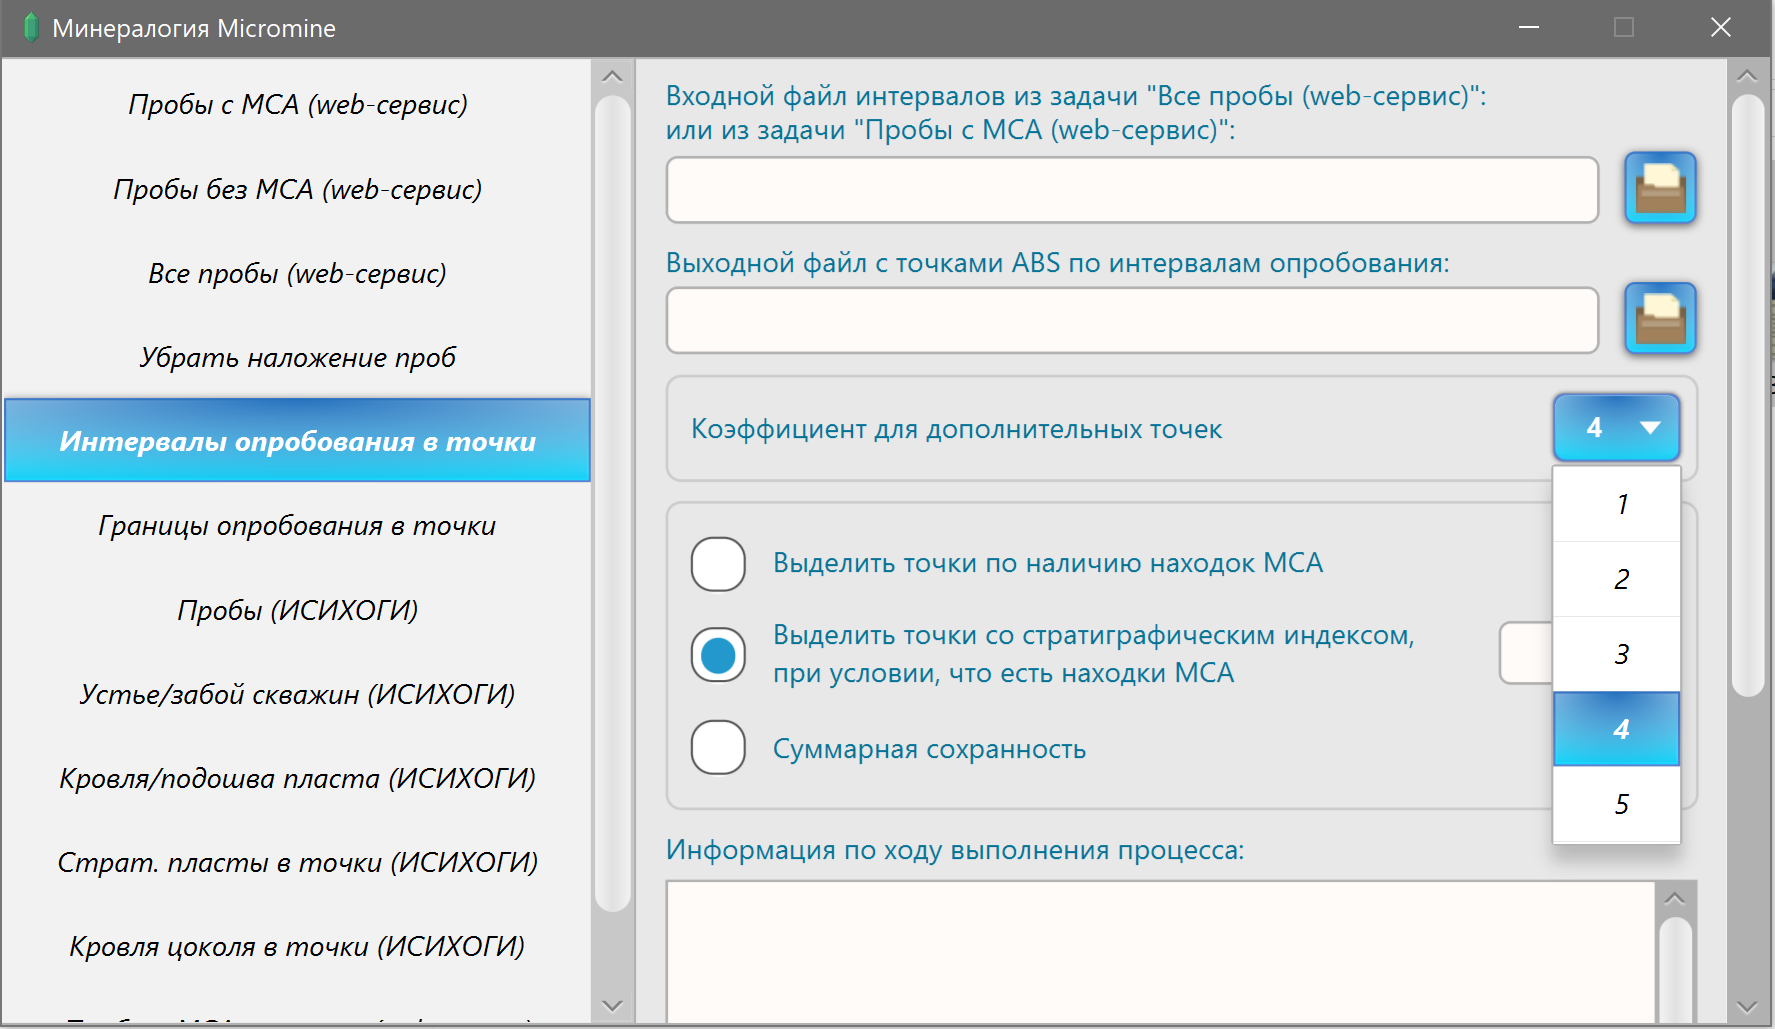 Минералогия Micromine
Пробы с МСА (web-сервис)
Пробы без МСА (web-сервис)
Все пробы (web-сервис)
Убрать наложение проб
Интервалы опробования в точки
Границы опробования в точки
Пробы (ИСИХОГИ)
Устье/забой скважин (ИСИХОГИ)
Кровля/подошва пласта (ИСИХОГИ)
Страт. пласты в точки (ИСИХОГИ)
Кровля цоколя в точки (ИСИХОГИ)
Входной файл интервалов из задачи "Все пробы (web-сервис)":
или из задачи "Пробы с МСА (web-сервис)":
Выходной файл с точками ABS по интервалам опробования:
Коэффициент для дополнительных точек
4
1
2
3
4
5
Выделить точки по наличию находок МСА
Выделить точки со стратиграфическим индексом,
при условии, что есть находки МСА
Суммарная сохранность
Информация по ходу выполнения процесса: